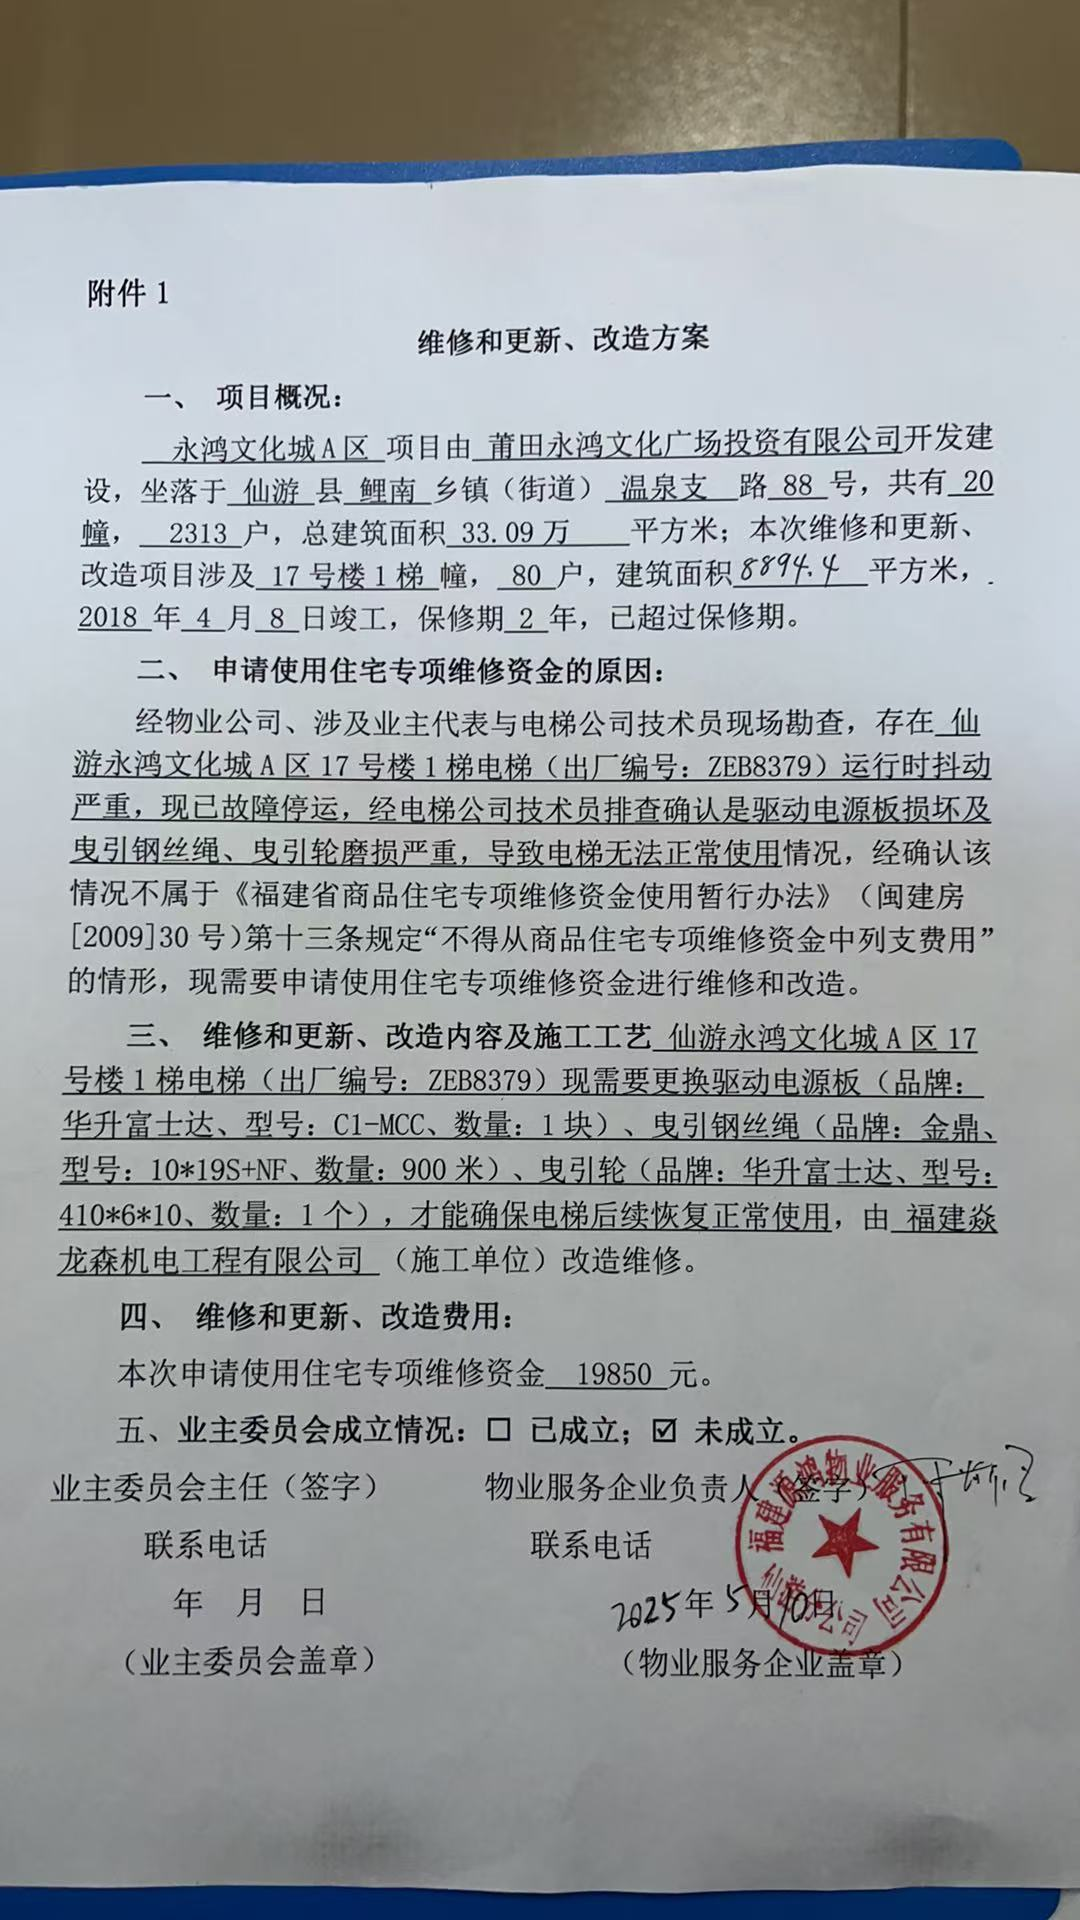 附件 1
维修和更新、改造方案
一、 项目概况：
永鸿文化城A区 项目由 莆田永鸿文化广场投资有限公司开发建
设，坐落于 仙游 县 鲤南 乡镇（街道） 温泉支 路 88 号，共有 20
幢， 2313 户，总建筑面积 33.09 万 平方米；本次维修和更新、
改造项目涉及 17 号楼 1 梯 幢， 80 户，建筑面积 8894.4 平方米，
2018 年 4 月 8 日竣工，保修期 2 年，已超过保修期。
二、 申请使用住宅专项维修资金的原因：
经物业公司、涉及业主代表与电梯公司技术员现场勘查，存在 仙
游永鸿文化城 A 区 17 号楼 1 梯电梯（出厂编号：ZEB8379）运行时抖动
严重，现已故障停运，经电梯公司技术员排查确认是驱动电源板损坏及
曳引钢丝绳、曳引轮磨损严重，导致电梯无法正常使用情况，经确认该
情况不属于《福建省商品住宅专项维修资金使用暂行办法》（闽建房
[2009]30 号）第十三条规定“不得从商品住宅专项维修资金中列支费用”
的情形，现需要申请使用住宅专项维修资金进行维修和改造。
三、 维修和更新、改造内容及施工工艺 仙游永鸿文化城 A 区 17
号楼 1 梯电梯（出厂编号：ZEB8379）现需要更换驱动电源板（品牌：
华升富士达、型号：C1-MCC、数量：1 块）、曳引钢丝绳（品牌：金鼎、
型号：10*19S+NF、数量：900 米）、曳引轮（品牌：华升富士达、型号：
410*6*10、数量：1 个），才能确保电梯后续恢复正常使用，由 福建焱
龙森机电工程有限公司 （施工单位）改造维修。
四、 维修和更新、改造费用：
本次申请使用住宅专项维修资金 19850 元。
五、业主委员会成立情况：☐ 已成立；☑ 未成立。
业主委员会主任（签字） 物业服务企业负责人（签字）
联系电话 联系电话
年 月 日 2025年5月10日
（业主委员会盖章） （物业服务企业盖章）
福建源鸿物业服务有限公司
仙游分公司